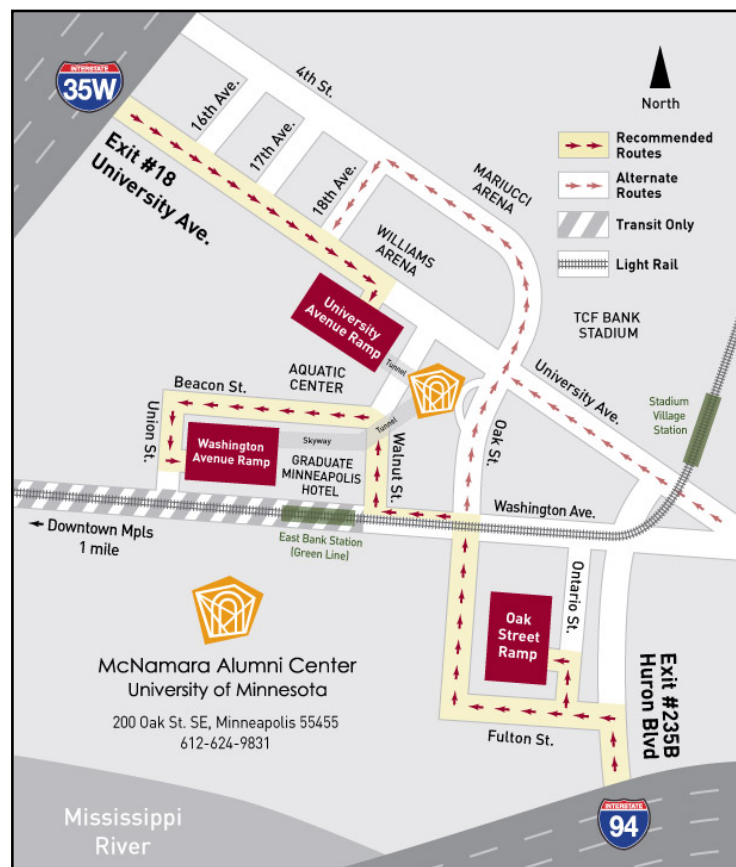 INTERSTATE
35W
16th Ave.
17th Ave.
18th Ave.
4th St.
North
Recommended
Routes
Alternate
Routes
Transit Only
Light Rail
Exit #18
University Ave.
MARIUCCI
ARENA
WILLIAMS
ARENA
TCF BANK
STADIUM
University
Avenue Ramp
Tunnel
AQUATIC
CENTER
University Ave.
Stadium
Village
Station
Beacon St.
Union St.
Washington
Avenue Ramp
Skyway
Tunnel
Walnut St.
Oak St.
GRADUATE
MINNEAPOLIS
HOTEL
Washington Ave.
Downtown Mpls
1 mile
East Bank Station
(Green Line)
Ontario St.
Oak
Street
Ramp
Exit #235B
Huron Blvd
McNamara Alumni Center
University of Minnesota
200 Oak St. SE, Minneapolis 55455
612-624-9831
Fulton St.
Mississippi
River
INTERSTATE
94